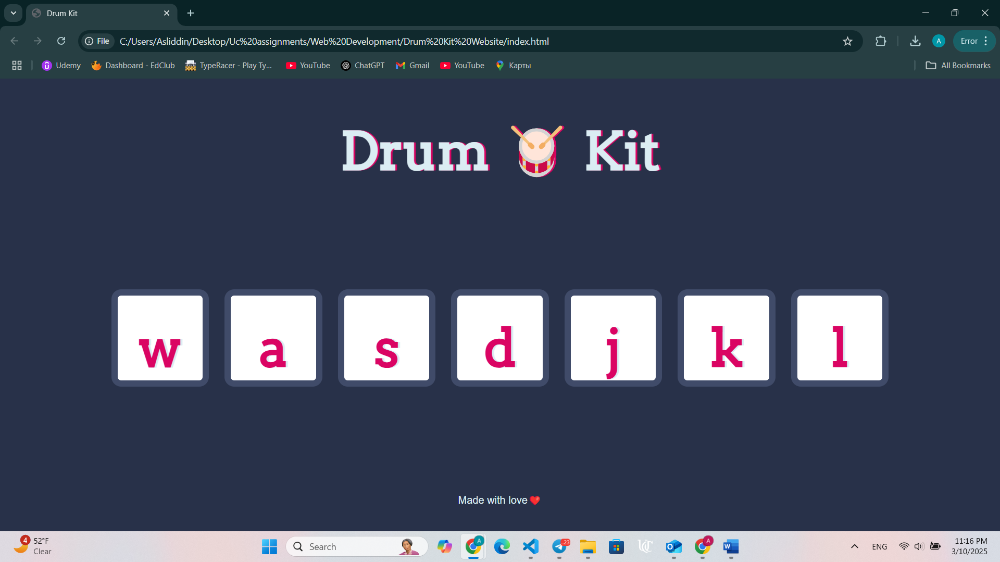 Drum Kit
File
C:/Users/Asliddin/Desktop/Uc%20assignments/Web%20Development/Drum%20Kit%20Website/index.html
A
Error
Udemy
Dashboard - EdClub
TypeRacer - Play Ty...
YouTube
ChatGPT
Gmail
YouTube
Карты
All Bookmarks
Drum 🥁 Kit
w a s d j k l
Made with love❤️
4
52°F
Clear
Search
A
..23
UC
O
A
W
ENG
11:16 PM
3/10/2025